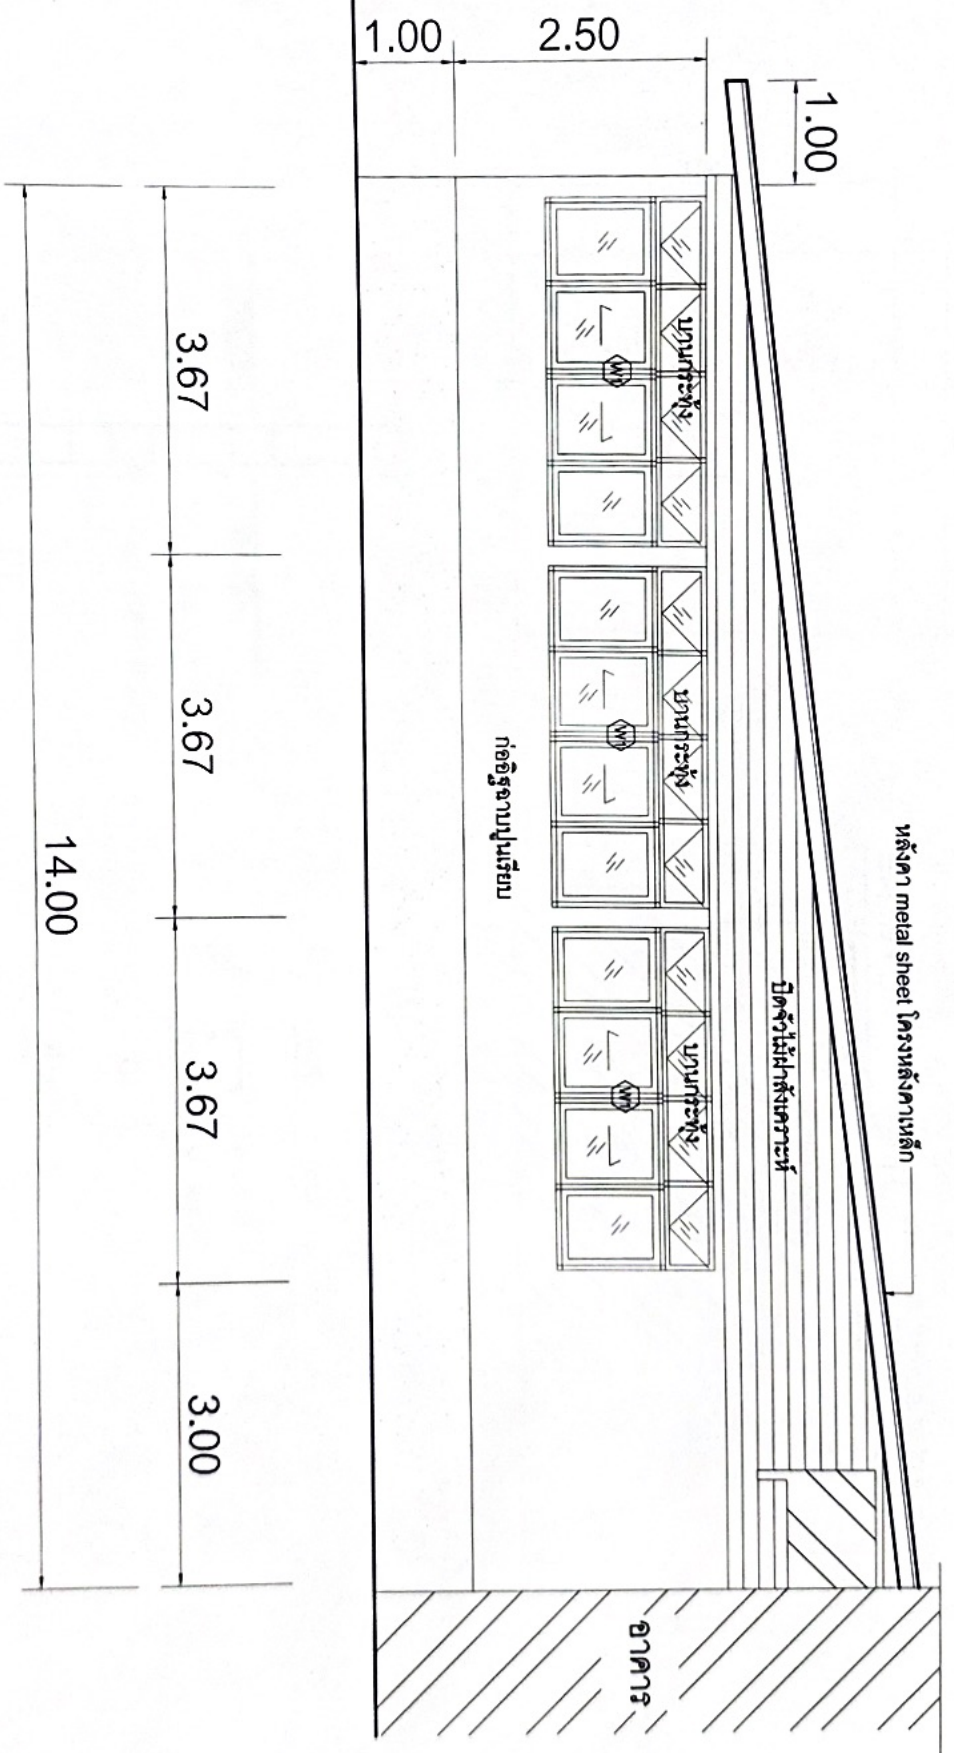 หลังคา metal sheet โครงหลังคาเหล็ก
1.00
ปิดจั่วไม้ฝาสังเคราะห์
2.50
1.00
บานกระทุ้ง
บานกระทุ้ง
บานกระทุ้ง
W1
W1
W1
อาคาร
ก่ออิฐฉาบปูนเรียบ
3.67
3.67
3.67
3.00
14.00